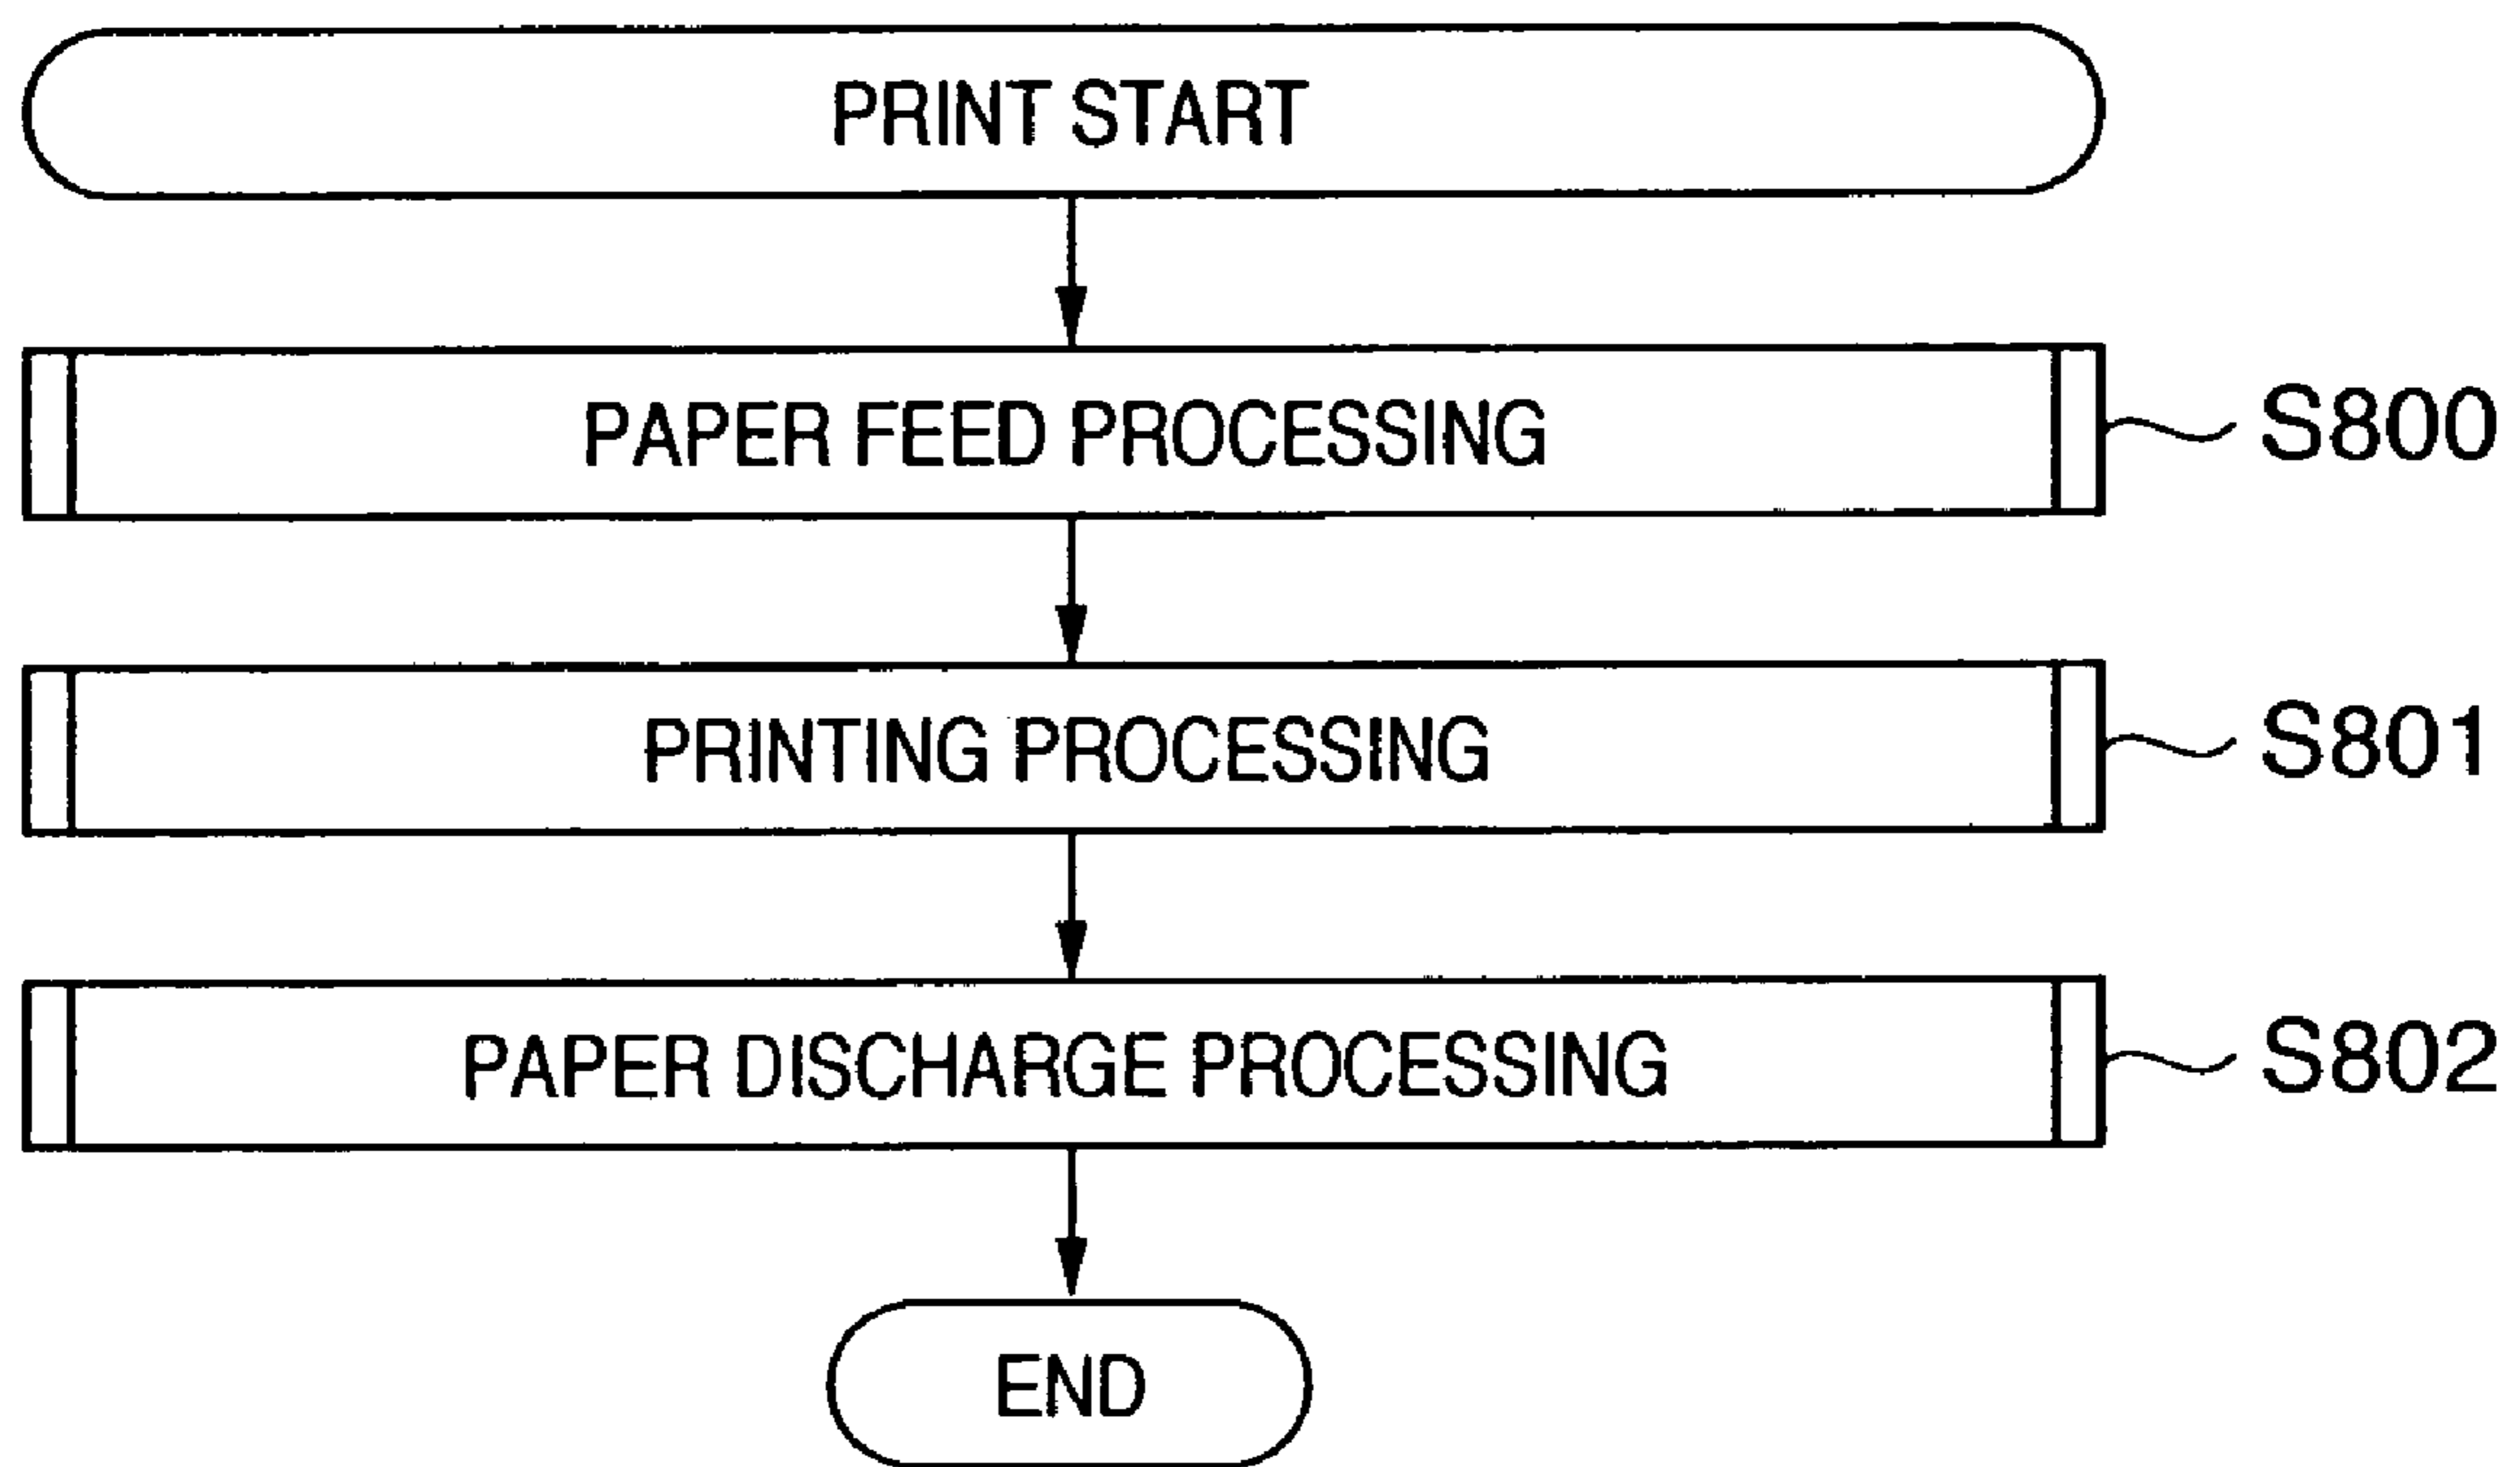 PRINT START
PAPER FEED PROCESSING
S800
PRINTING PROCESSING
S801
PAPER DISCHARGE PROCESSING
S802
END